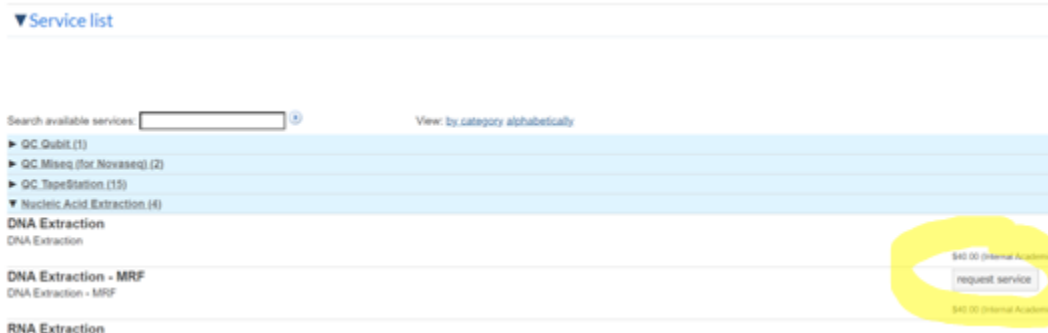 ▼Service list
Search available services:
View: by category alphabetically
► QC Qubit (1)
► QC Miseq (for Novaseq) (2)
► QC TapeStation (15)
▼ Nucleic Acid Extraction (4)
DNA Extraction
DNA Extraction
$40.00 (Internal Academ
DNA Extraction - MRF
request service
DNA Extraction - MRF
$40.00 (Internal Academ
RNA Extraction